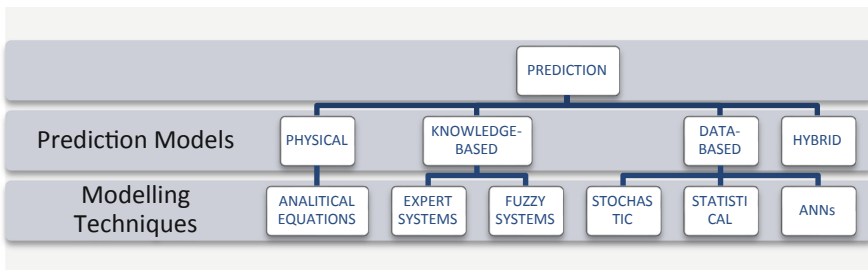 PREDICTION
Prediction Models
PHYSICAL
KNOWLEDGE-
BASED
DATA-
BASED
HYBRID
Modelling
Techniques
ANALITICAL
EQUATIONS
EXPERT
SYSTEMS
FUZZY
SYSTEMS
STOCHAS
TIC
STATISTI
CAL
ANNs